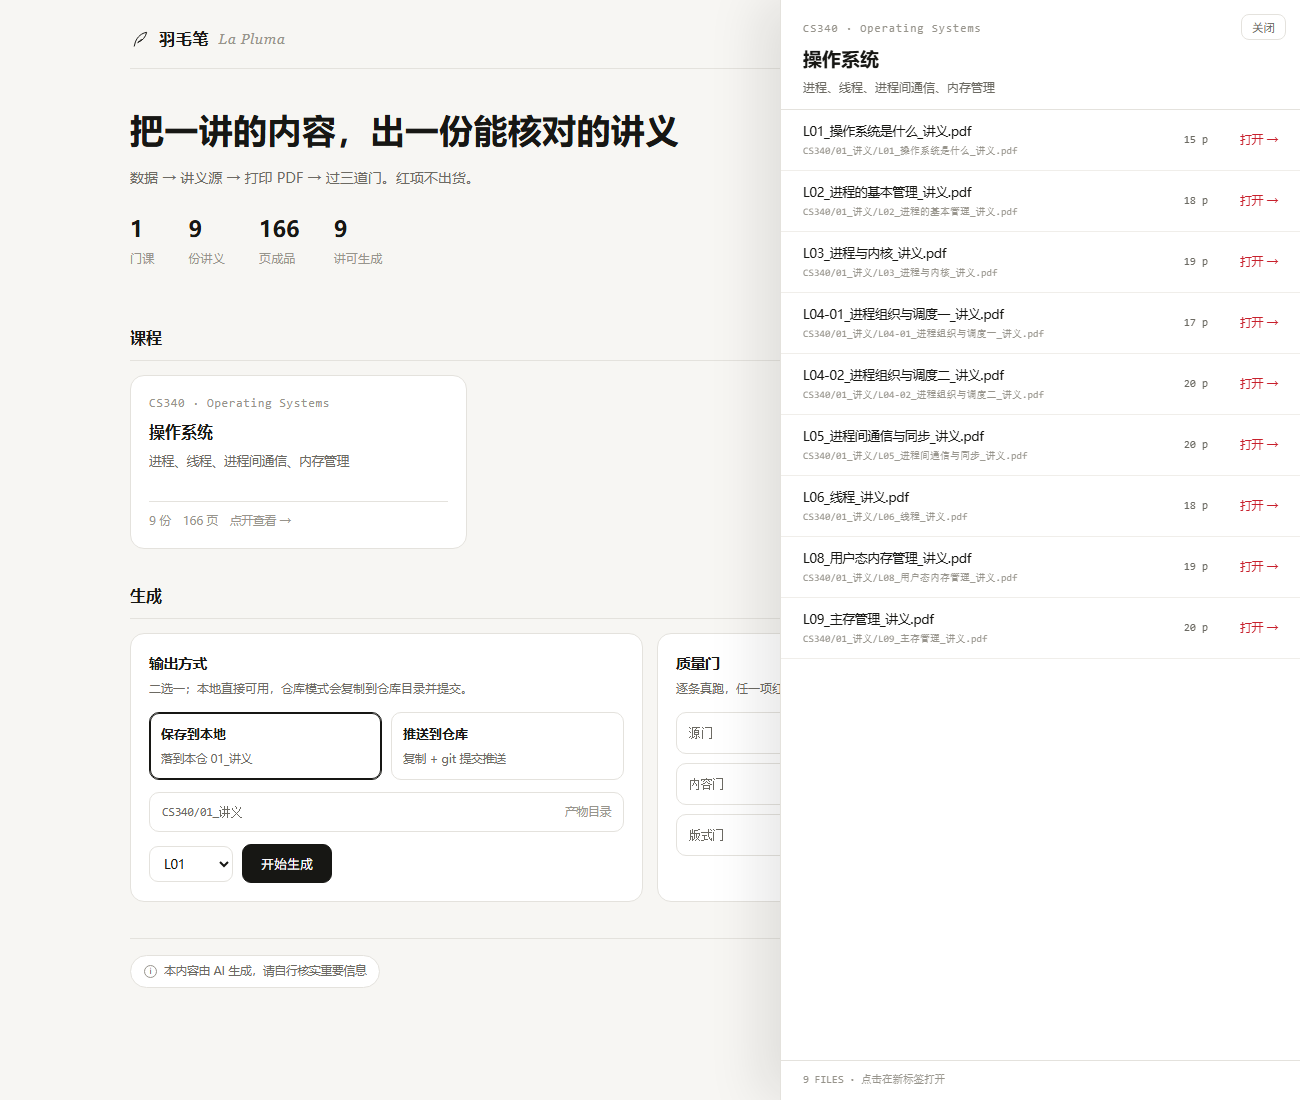 羽毛笔 La Pluma
把一讲的内容，出一份能核对的讲义
数据 → 讲义源 → 打印 PDF → 过三道门。红项不出货。
1 9 166 9
门课 份讲义 页成品 讲可生成
课程
CS340 · Operating Systems
操作系统
进程、线程、进程间通信、内存管理
9 份 166 页 点开查看 →
生成
输出方式
二选一；本地直接可用，仓库模式会复制到仓库目录并提交。
保存到本地
落到本仓 01_讲义
推送到仓库
复制 + git 提交推送
CS340/01_讲义 产物目录
L01 开始生成
质量门
逐条真跑，任一项红
源门
内容门
版式门
本内容由 AI 生成，请自行核实重要信息
CS340 · Operating Systems 关闭
操作系统
进程、线程、进程间通信、内存管理
L01_操作系统是什么_讲义.pdf 15 p 打开 →
CS340/01_讲义/L01_操作系统是什么_讲义.pdf
L02_进程的基本管理_讲义.pdf 18 p 打开 →
CS340/01_讲义/L02_进程的基本管理_讲义.pdf
L03_进程与内核_讲义.pdf 19 p 打开 →
CS340/01_讲义/L03_进程与内核_讲义.pdf
L04-01_进程组织与调度一_讲义.pdf 17 p 打开 →
CS340/01_讲义/L04-01_进程组织与调度一_讲义.pdf
L04-02_进程组织与调度二_讲义.pdf 20 p 打开 →
CS340/01_讲义/L04-02_进程组织与调度二_讲义.pdf
L05_进程间通信与同步_讲义.pdf 20 p 打开 →
CS340/01_讲义/L05_进程间通信与同步_讲义.pdf
L06_线程_讲义.pdf 18 p 打开 →
CS340/01_讲义/L06_线程_讲义.pdf
L08_用户态内存管理_讲义.pdf 19 p 打开 →
CS340/01_讲义/L08_用户态内存管理_讲义.pdf
L09_主存管理_讲义.pdf 20 p 打开 →
CS340/01_讲义/L09_主存管理_讲义.pdf
9 FILES · 点击在新标签打开